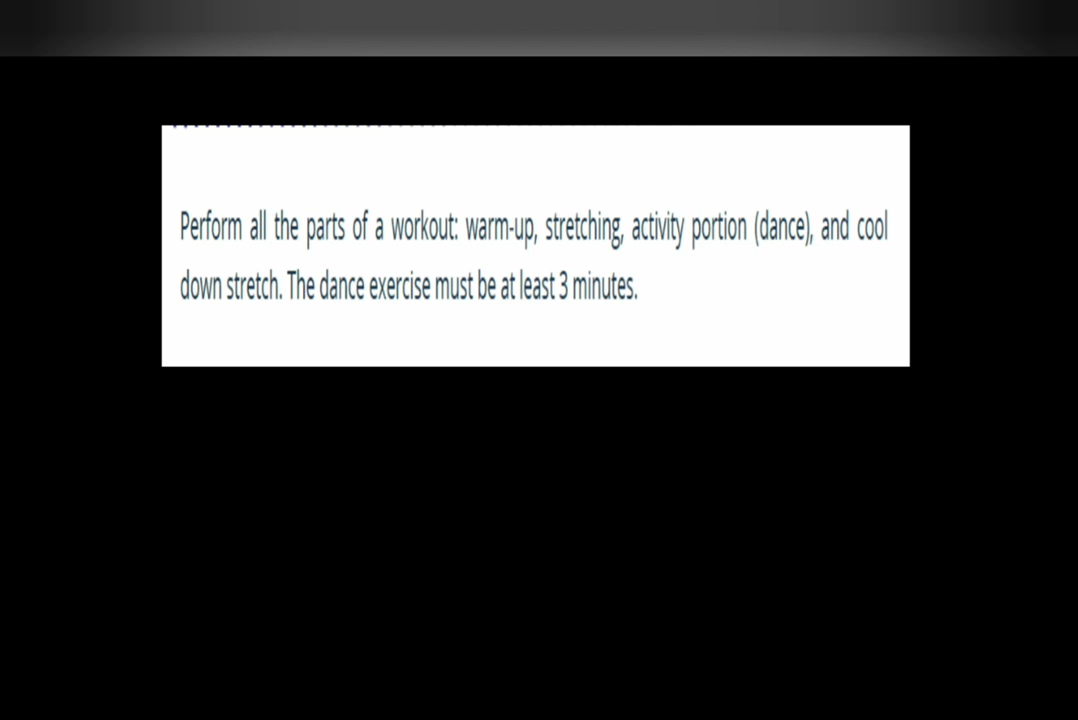 Perform all the parts of a workout: warm-up, stretching, activity portion (dance), and cool
down stretch. The dance exercise must be at least 3 minutes.